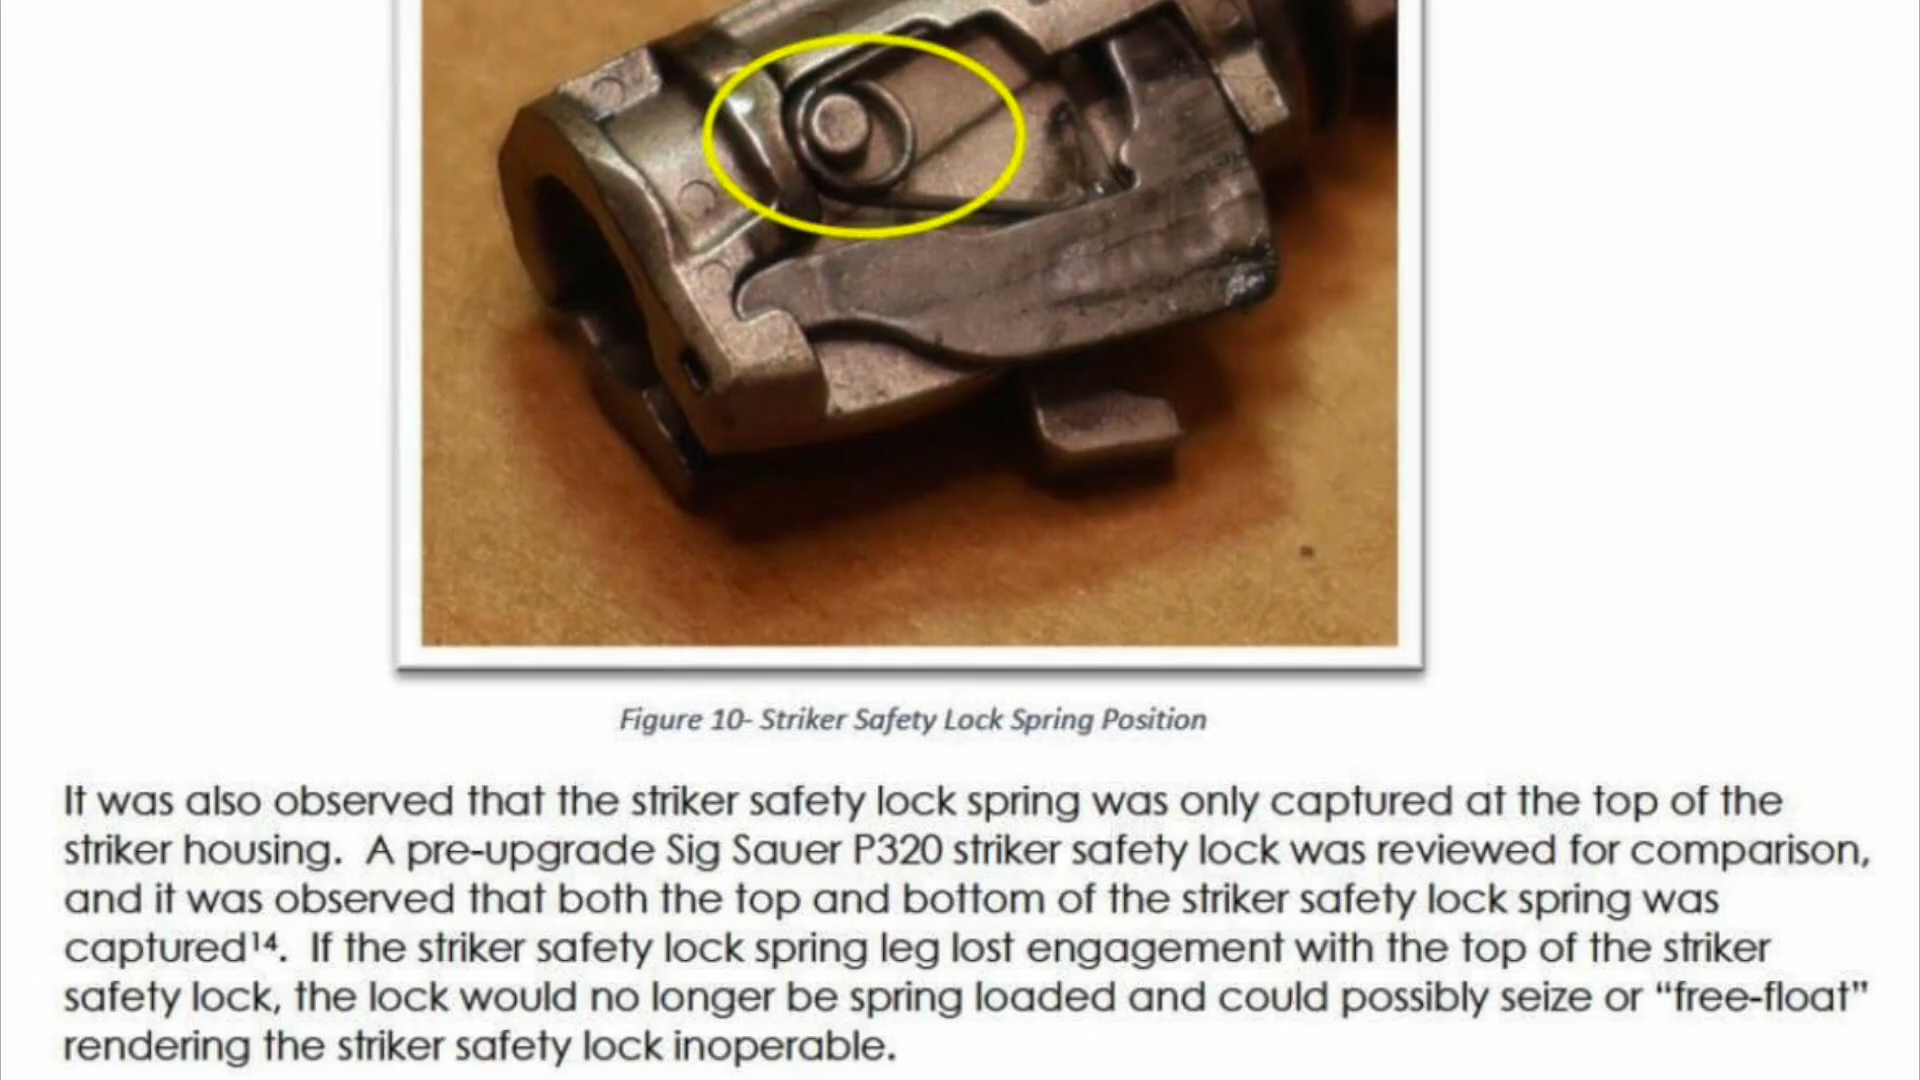 Figure 10- Striker Safety Lock Spring Position
It was also observed that the striker safety lock spring was only captured at the top of the
striker housing.  A pre-upgrade Sig Sauer P320 striker safety lock was reviewed for comparison,
and it was observed that both the top and bottom of the striker safety lock spring was
captured¹⁴.  If the striker safety lock spring leg lost engagement with the top of the striker
safety lock, the lock would no longer be spring loaded and could possibly seize or “free-float”
rendering the striker safety lock inoperable.